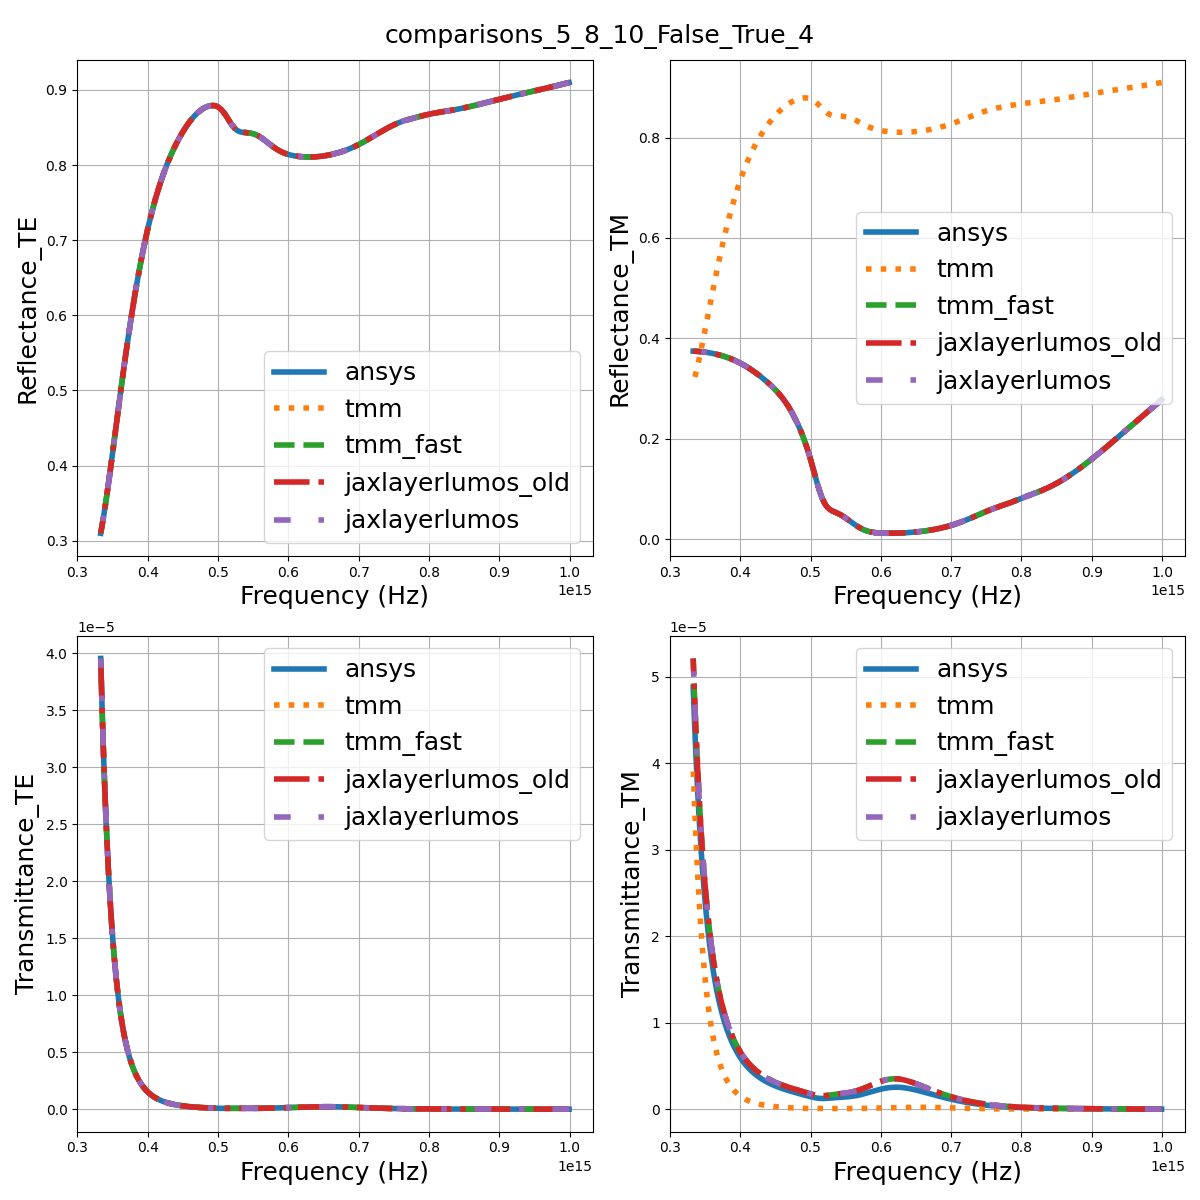 comparisons_5_8_10_False_True_4
Reflectance_TE
0.9
0.8
0.7
0.6
0.5
0.4
0.3
ansys
tmm
tmm_fast
jaxlayerlumos_old
jaxlayerlumos
0.3 0.4 0.5 0.6 0.7 0.8 0.9 1.0
1e15
Frequency (Hz)
Reflectance_TM
0.8
0.6
0.4
0.2
0.0
ansys
tmm
tmm_fast
jaxlayerlumos_old
jaxlayerlumos
0.3 0.4 0.5 0.6 0.7 0.8 0.9 1.0
1e15
Frequency (Hz)
1e−5
Transmittance_TE
4.0
3.5
3.0
2.5
2.0
1.5
1.0
0.5
0.0
ansys
tmm
tmm_fast
jaxlayerlumos_old
jaxlayerlumos
0.3 0.4 0.5 0.6 0.7 0.8 0.9 1.0
1e15
Frequency (Hz)
1e−5
Transmittance_TM
5
4
3
2
1
0
ansys
tmm
tmm_fast
jaxlayerlumos_old
jaxlayerlumos
0.3 0.4 0.5 0.6 0.7 0.8 0.9 1.0
1e15
Frequency (Hz)